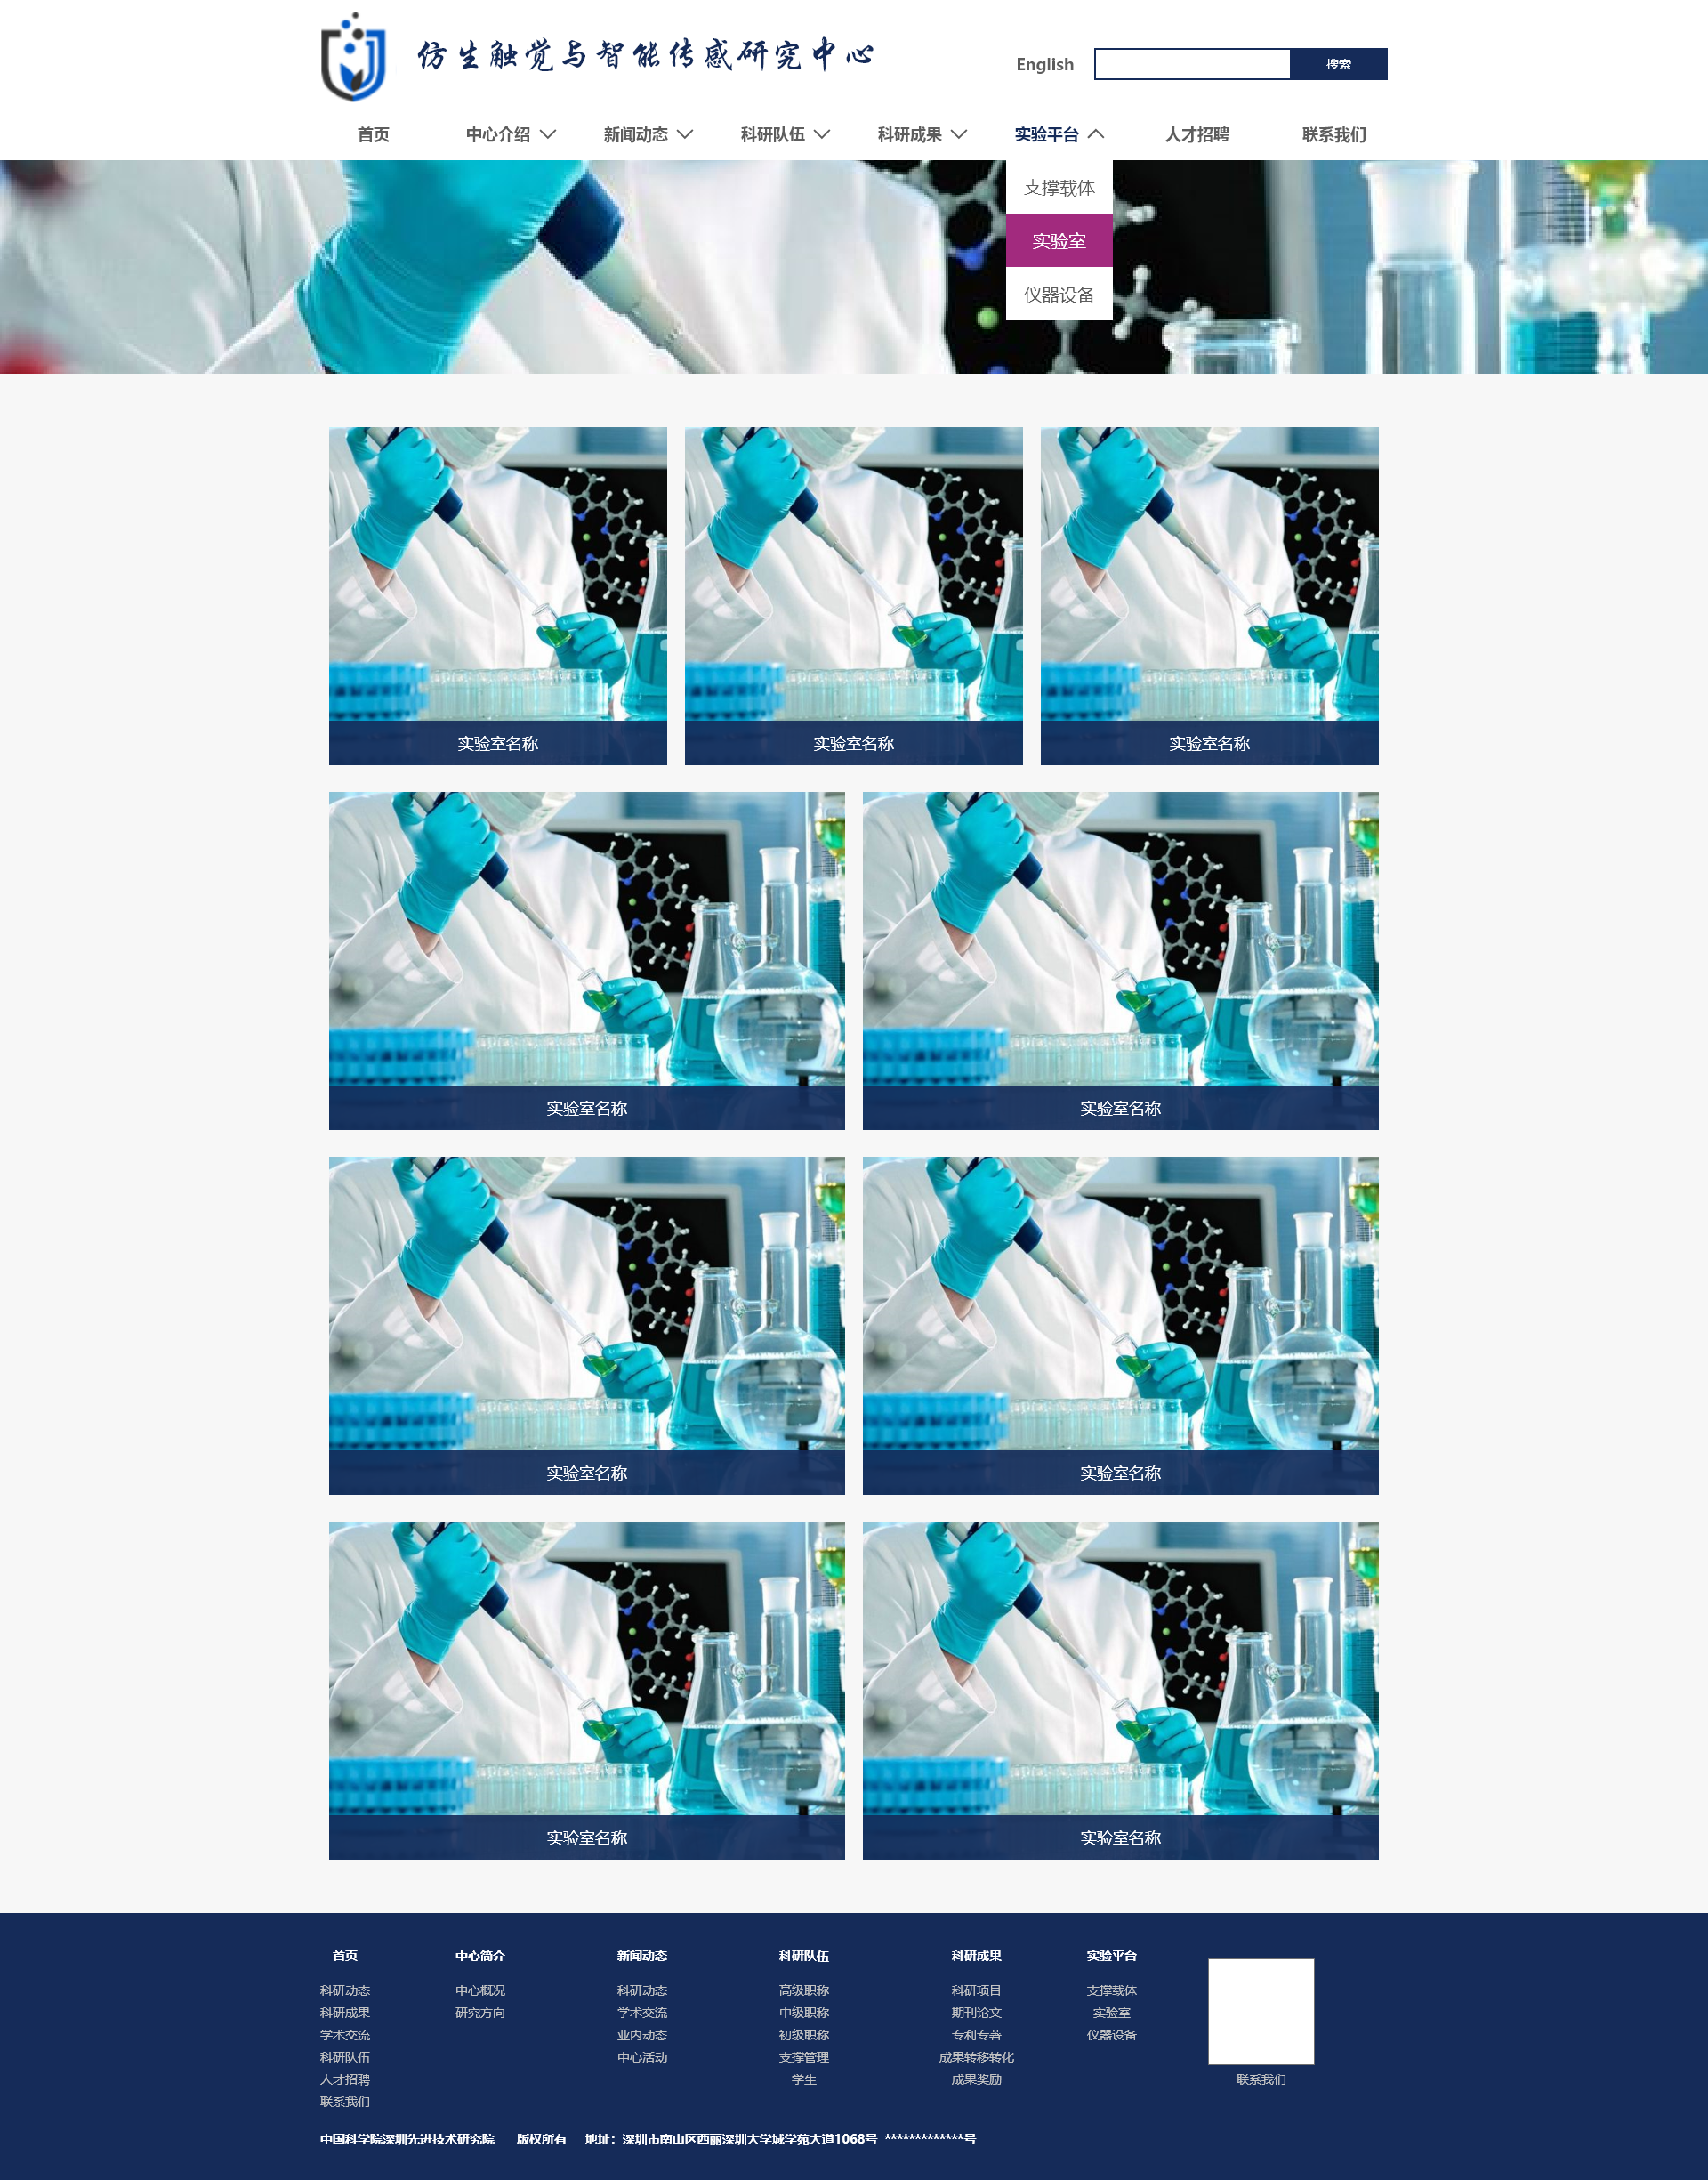 仿生触觉与智能传感研究中心
English 搜索
首页 中心介绍 新闻动态 科研队伍 科研成果 实验平台 人才招聘 联系我们
支撑载体
实验室
仪器设备
实验室名称 实验室名称 实验室名称
实验室名称 实验室名称
实验室名称 实验室名称
实验室名称 实验室名称
首页 中心简介 新闻动态 科研队伍 科研成果 实验平台
科研动态 中心概况 科研动态 高级职称 科研项目 支撑载体
科研成果 研究方向 学术交流 中级职称 期刊论文 实验室
学术交流 业内动态 初级职称 专利专著 仪器设备
科研队伍 中心活动 支撑管理 成果转移转化
人才招聘 学生 成果奖励 联系我们
联系我们
中国科学院深圳先进技术研究院 版权所有 地址：深圳市南山区西丽深圳大学城学苑大道1068号 *************号